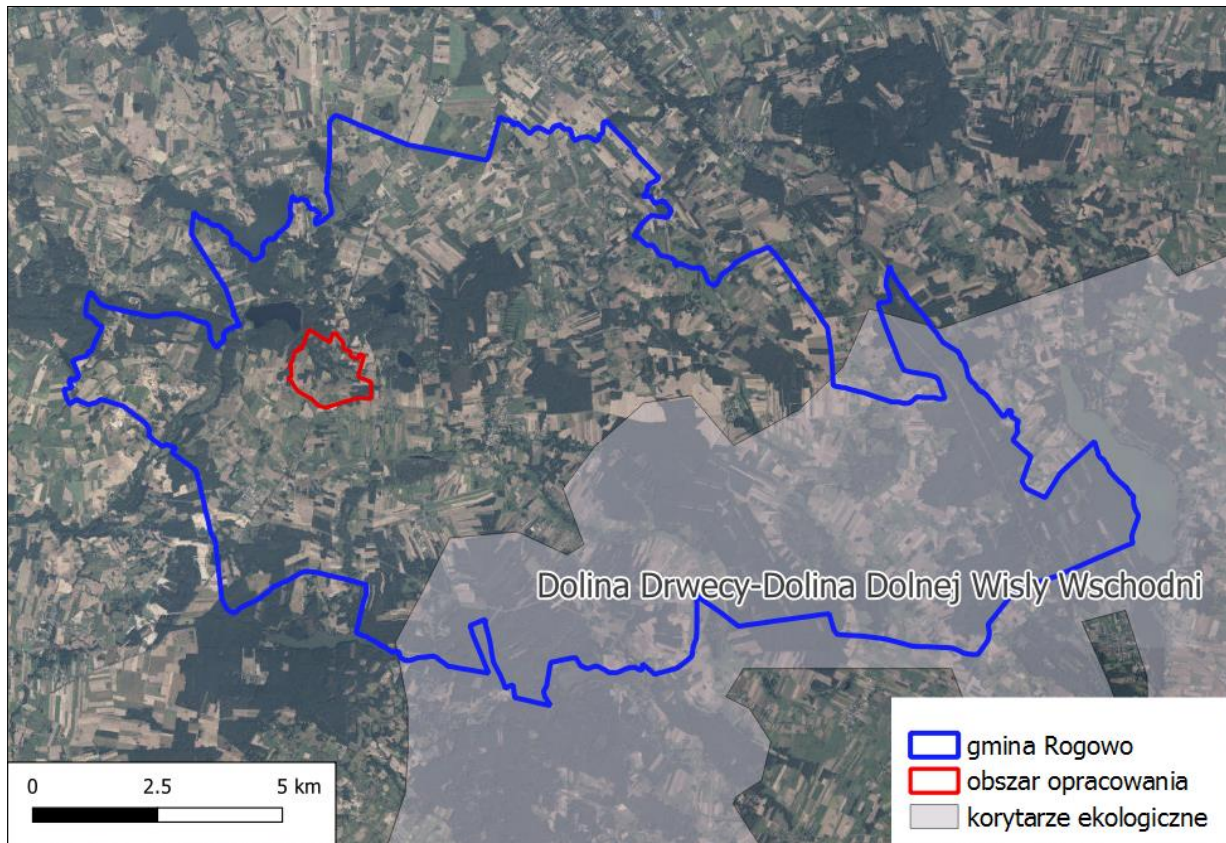 Dolina Drwecy-Dolina Dolnej Wisly Wschodni
gmina Rogowo
obszar opracowania
korytarze ekologiczne
0 2.5 5 km